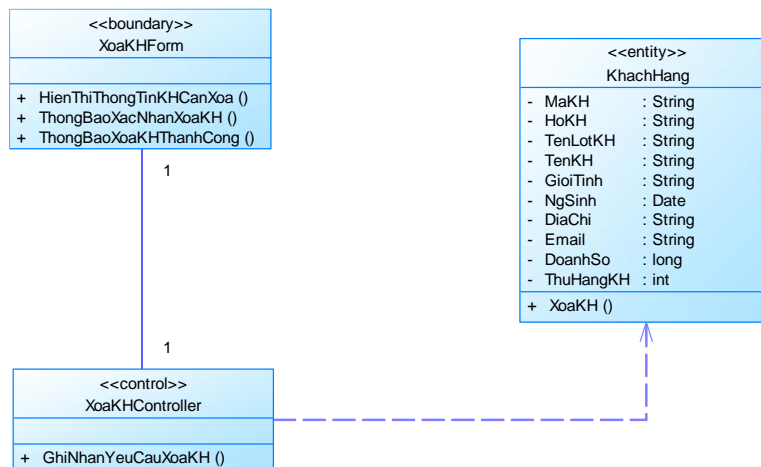 <<boundary>>
XoaKHForm
+ HienThiThongTinKHCanXoa ()
+ ThongBaoXacNhanXoaKH ()
+ ThongBaoXoaKHThanhCong ()
1
1
<<control>>
XoaKHController
+ GhiNhanYeuCauXoaKH ()
<<entity>>
KhachHang
- MaKH : String
- HoKH : String
- TenLotKH : String
- TenKH : String
- GioiTinh : String
- NgSinh : Date
- DiaChi : String
- Email : String
- DoanhSo : long
- ThuHangKH : int
+ XoaKH ()